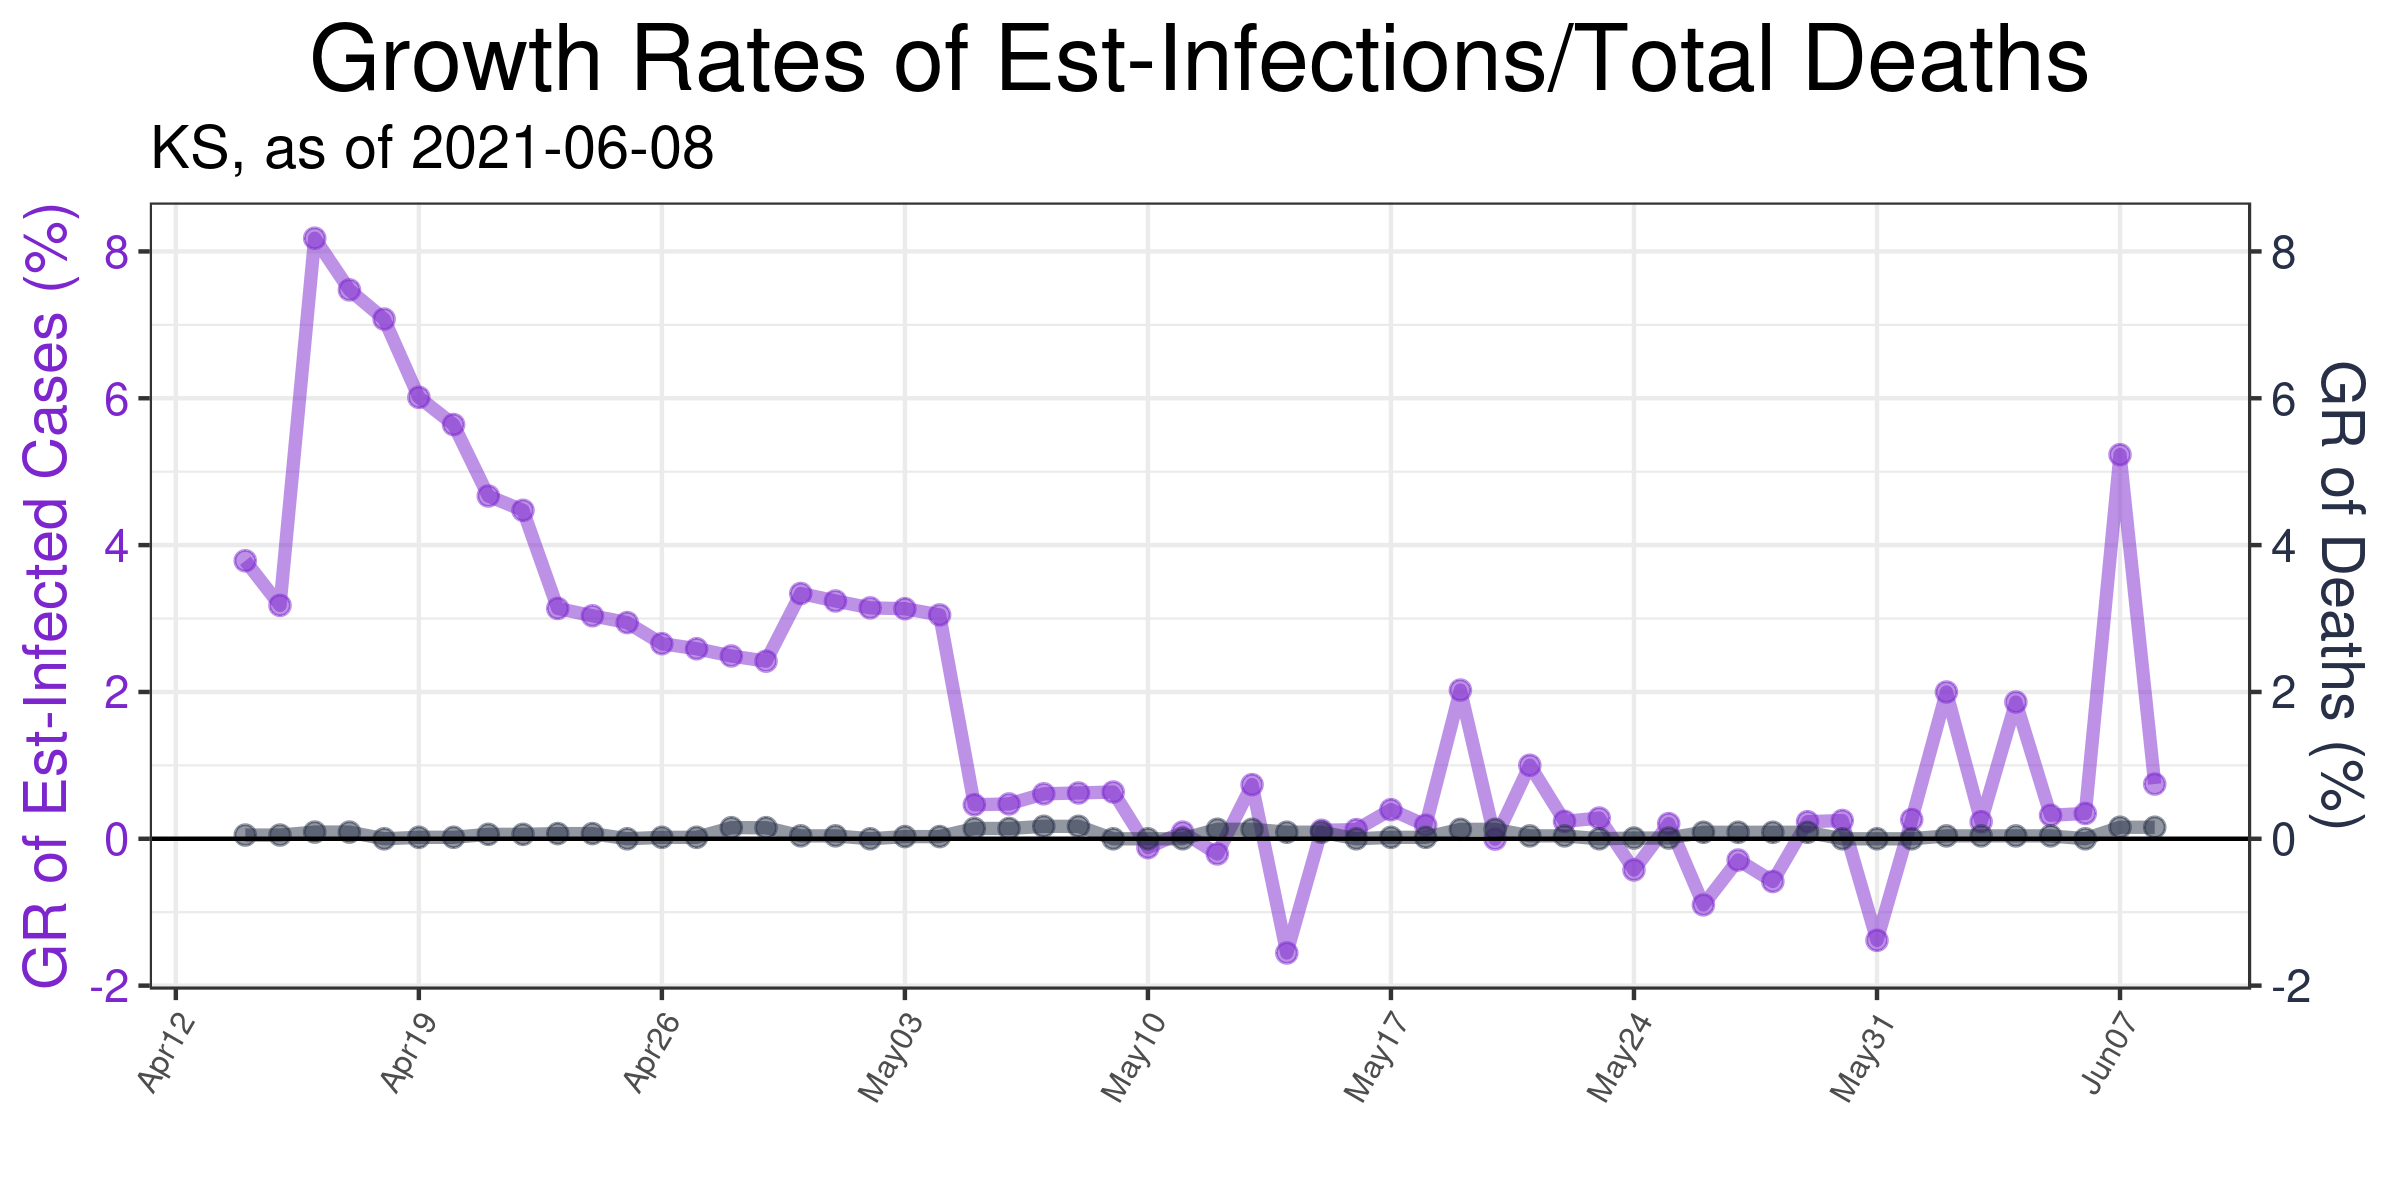 Growth Rates of Est-Infections/Total Deaths
KS, as of 2021-06-08
GR of Est-Infected Cases (%)
8
6
4
2
0
-2
8
6
4
2
0
-2
GR of Deaths (%)
Apr12
Apr19
Apr26
May03
May10
May17
May24
May31
Jun07